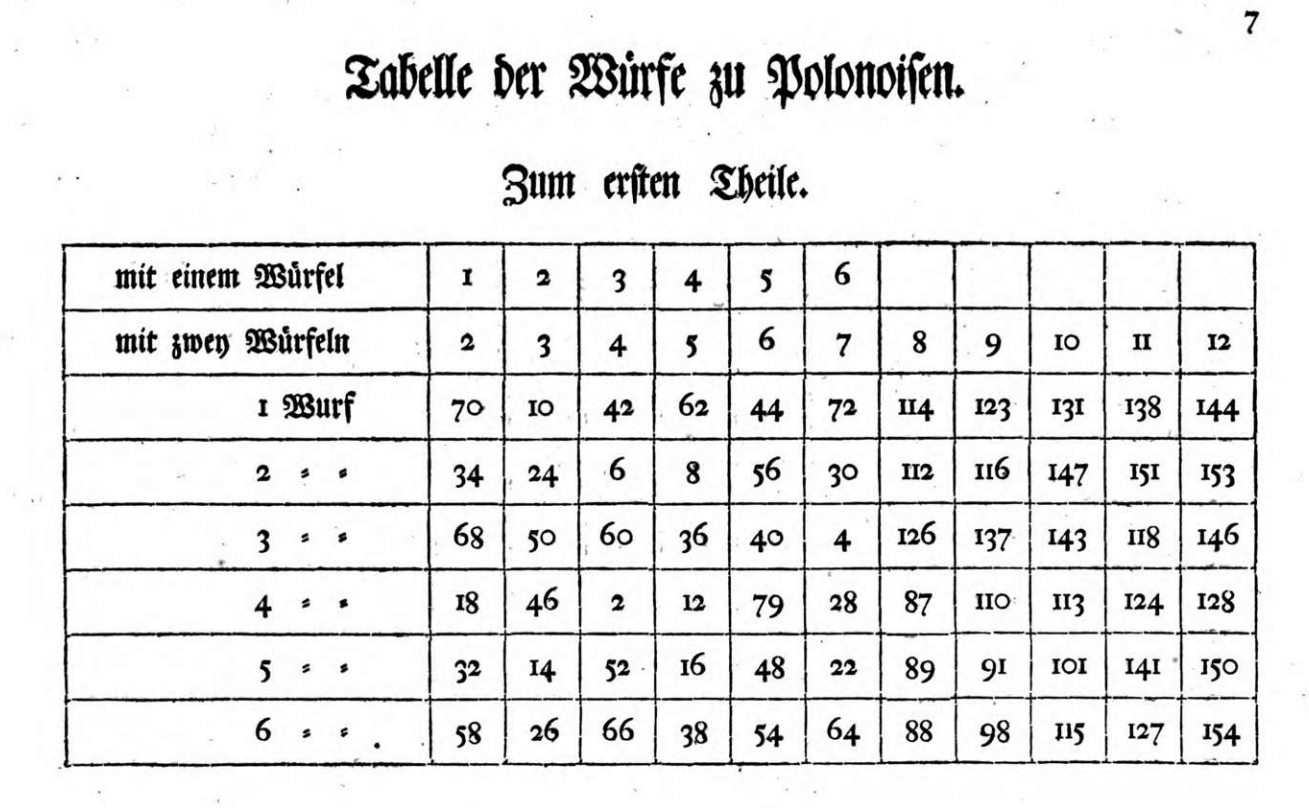 7
Tabelle der Würfe zu Polonoiſen.
Zum erſten Theile.
mit einem Würfel 1 2 3 4 5 6
mit zwey Würfeln 2 3 4 5 6 7 8 9 10 11 12
1 Wurf 70 10 42 62 44 72 114 123 131 138 144
2 ⸗ ⸗ 34 24 6 8 56 30 112 116 147 151 153
3 ⸗ ⸗ 68 50 60 36 40 4 126 137 143 118 146
4 ⸗ ⸗ 18 46 2 12 79 28 87 110 113 124 128
5 ⸗ ⸗ 32 14 52 16 48 22 89 91 101 141 150
6 ⸗ ⸗ 58 26 66 38 54 64 88 98 115 127 154